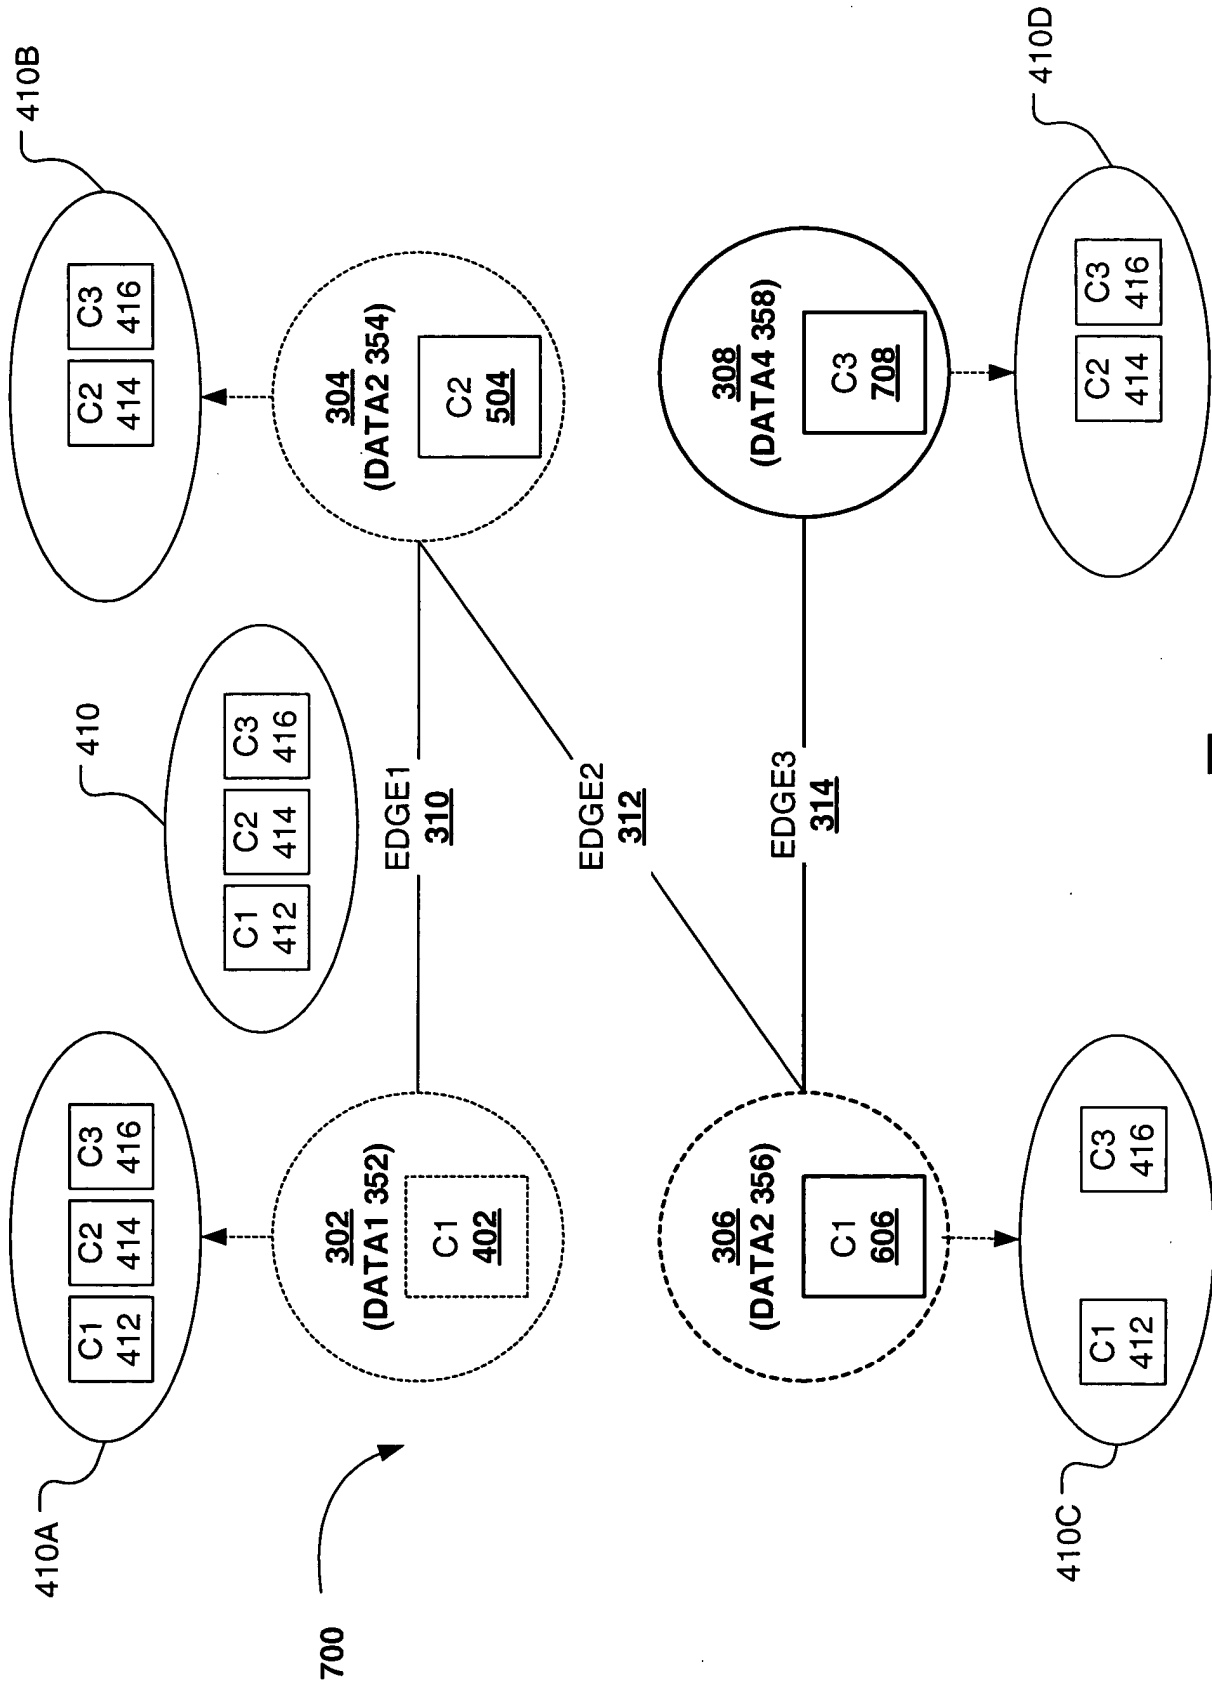 410A
C1
412
C2
414
C3
416
410
C1
412
C2
414
C3
416
410B
C2
414
C3
416
700
302
(DATA1 352)
C1
402
EDGE1
310
304
(DATA2 354)
C2
504
EDGE2
312
306
(DATA2 356)
C1
606
EDGE3
314
308
(DATA4 358)
C3
708
410C
C1
412
C3
416
410D
C2
414
C3
416